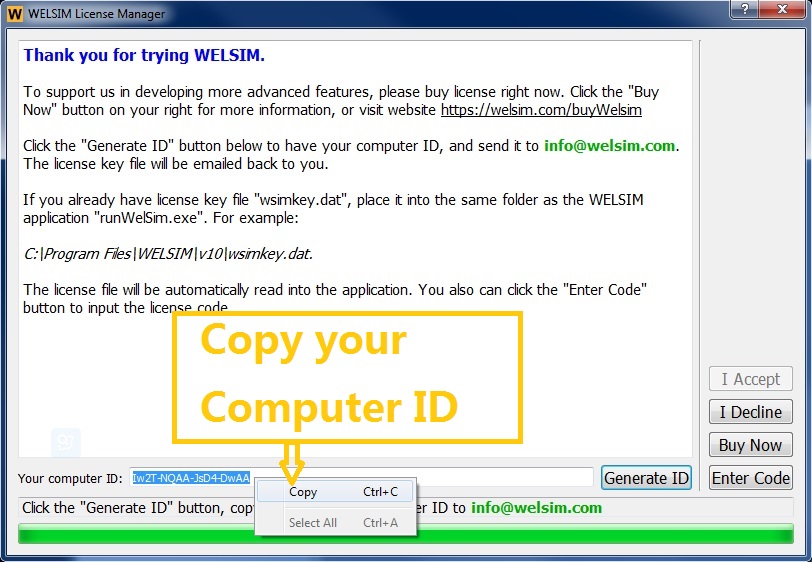 WELSIM License Manager
Thank you for trying WELSIM.
To support us in developing more advanced features, please buy license right now. Click the "Buy
Now" button on your right for more information, or visit website https://welsim.com/buyWelsim
Click the "Generate ID" button below to have your computer ID, and send it to info@welsim.com.
The license key file will be emailed back to you.
If you already have license key file "wsimkey.dat", place it into the same folder as the WELSIM
application "runWelSim.exe". For example:
C:\Program Files\WELSIM\v10\wsimkey.dat.
The license file will be automatically read into the application. You also can click the "Enter Code"
button to input the license code.
Copy your
Computer ID
I Accept
I Decline
Buy Now
Your computer ID: Iw2T-NQAA-JsD4-DwAA
Generate ID
Enter Code
Copy Ctrl+C
Select All Ctrl+A
Click the "Generate ID" button, cop
er ID to info@welsim.com